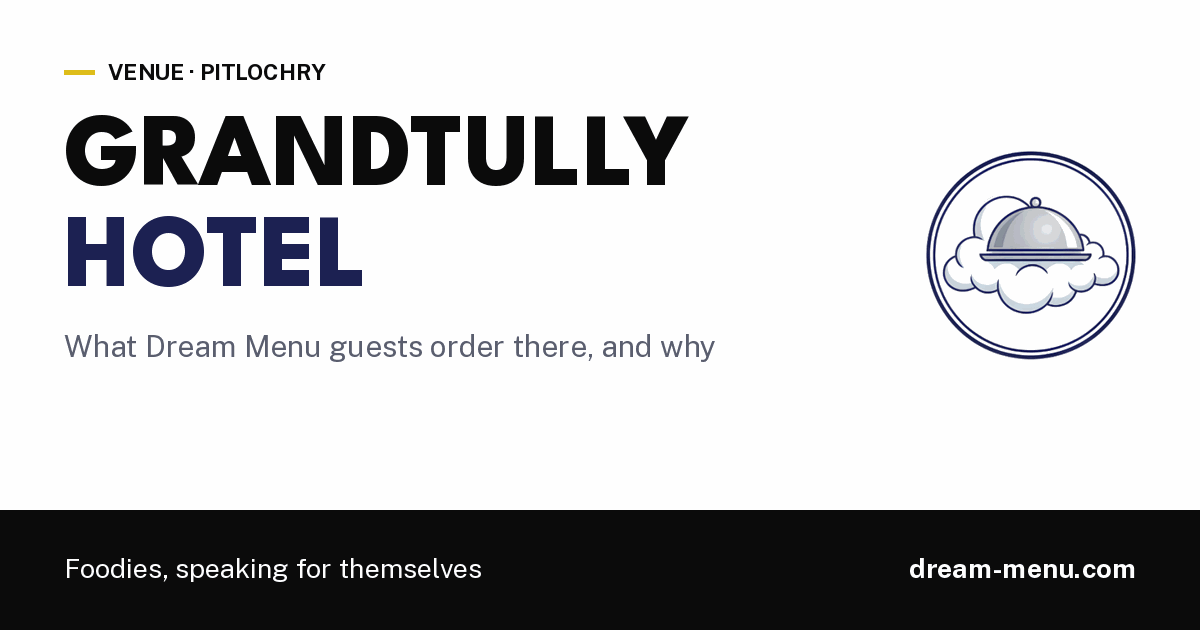 VENUE · PITLOCHRY
GRANDTULLY
HOTEL
What Dream Menu guests order there, and why
Foodies, speaking for themselves
dream-menu.com